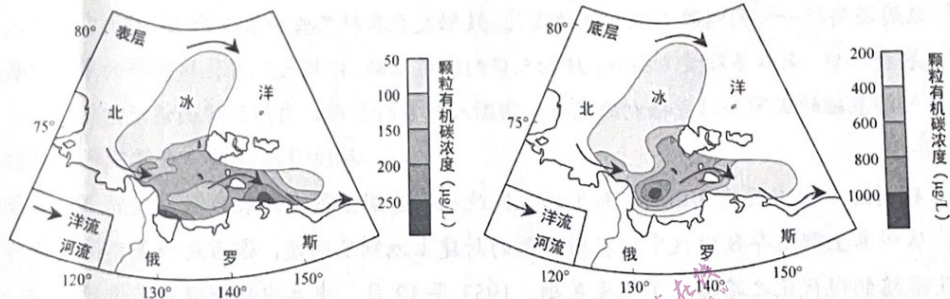 80°
表层
北
冰
洋
75°
洋流
河流
俄
罗
斯
120°
130°
140°
150°
50
100
150
200
250
颗粒有机碳浓度（μg/L）
80°
底层
北
冰
洋
75°
洋流
河流
俄
罗
斯
120°
130°
140°
150°
200
400
600
800
1000
颗粒有机碳浓度（μg/L）